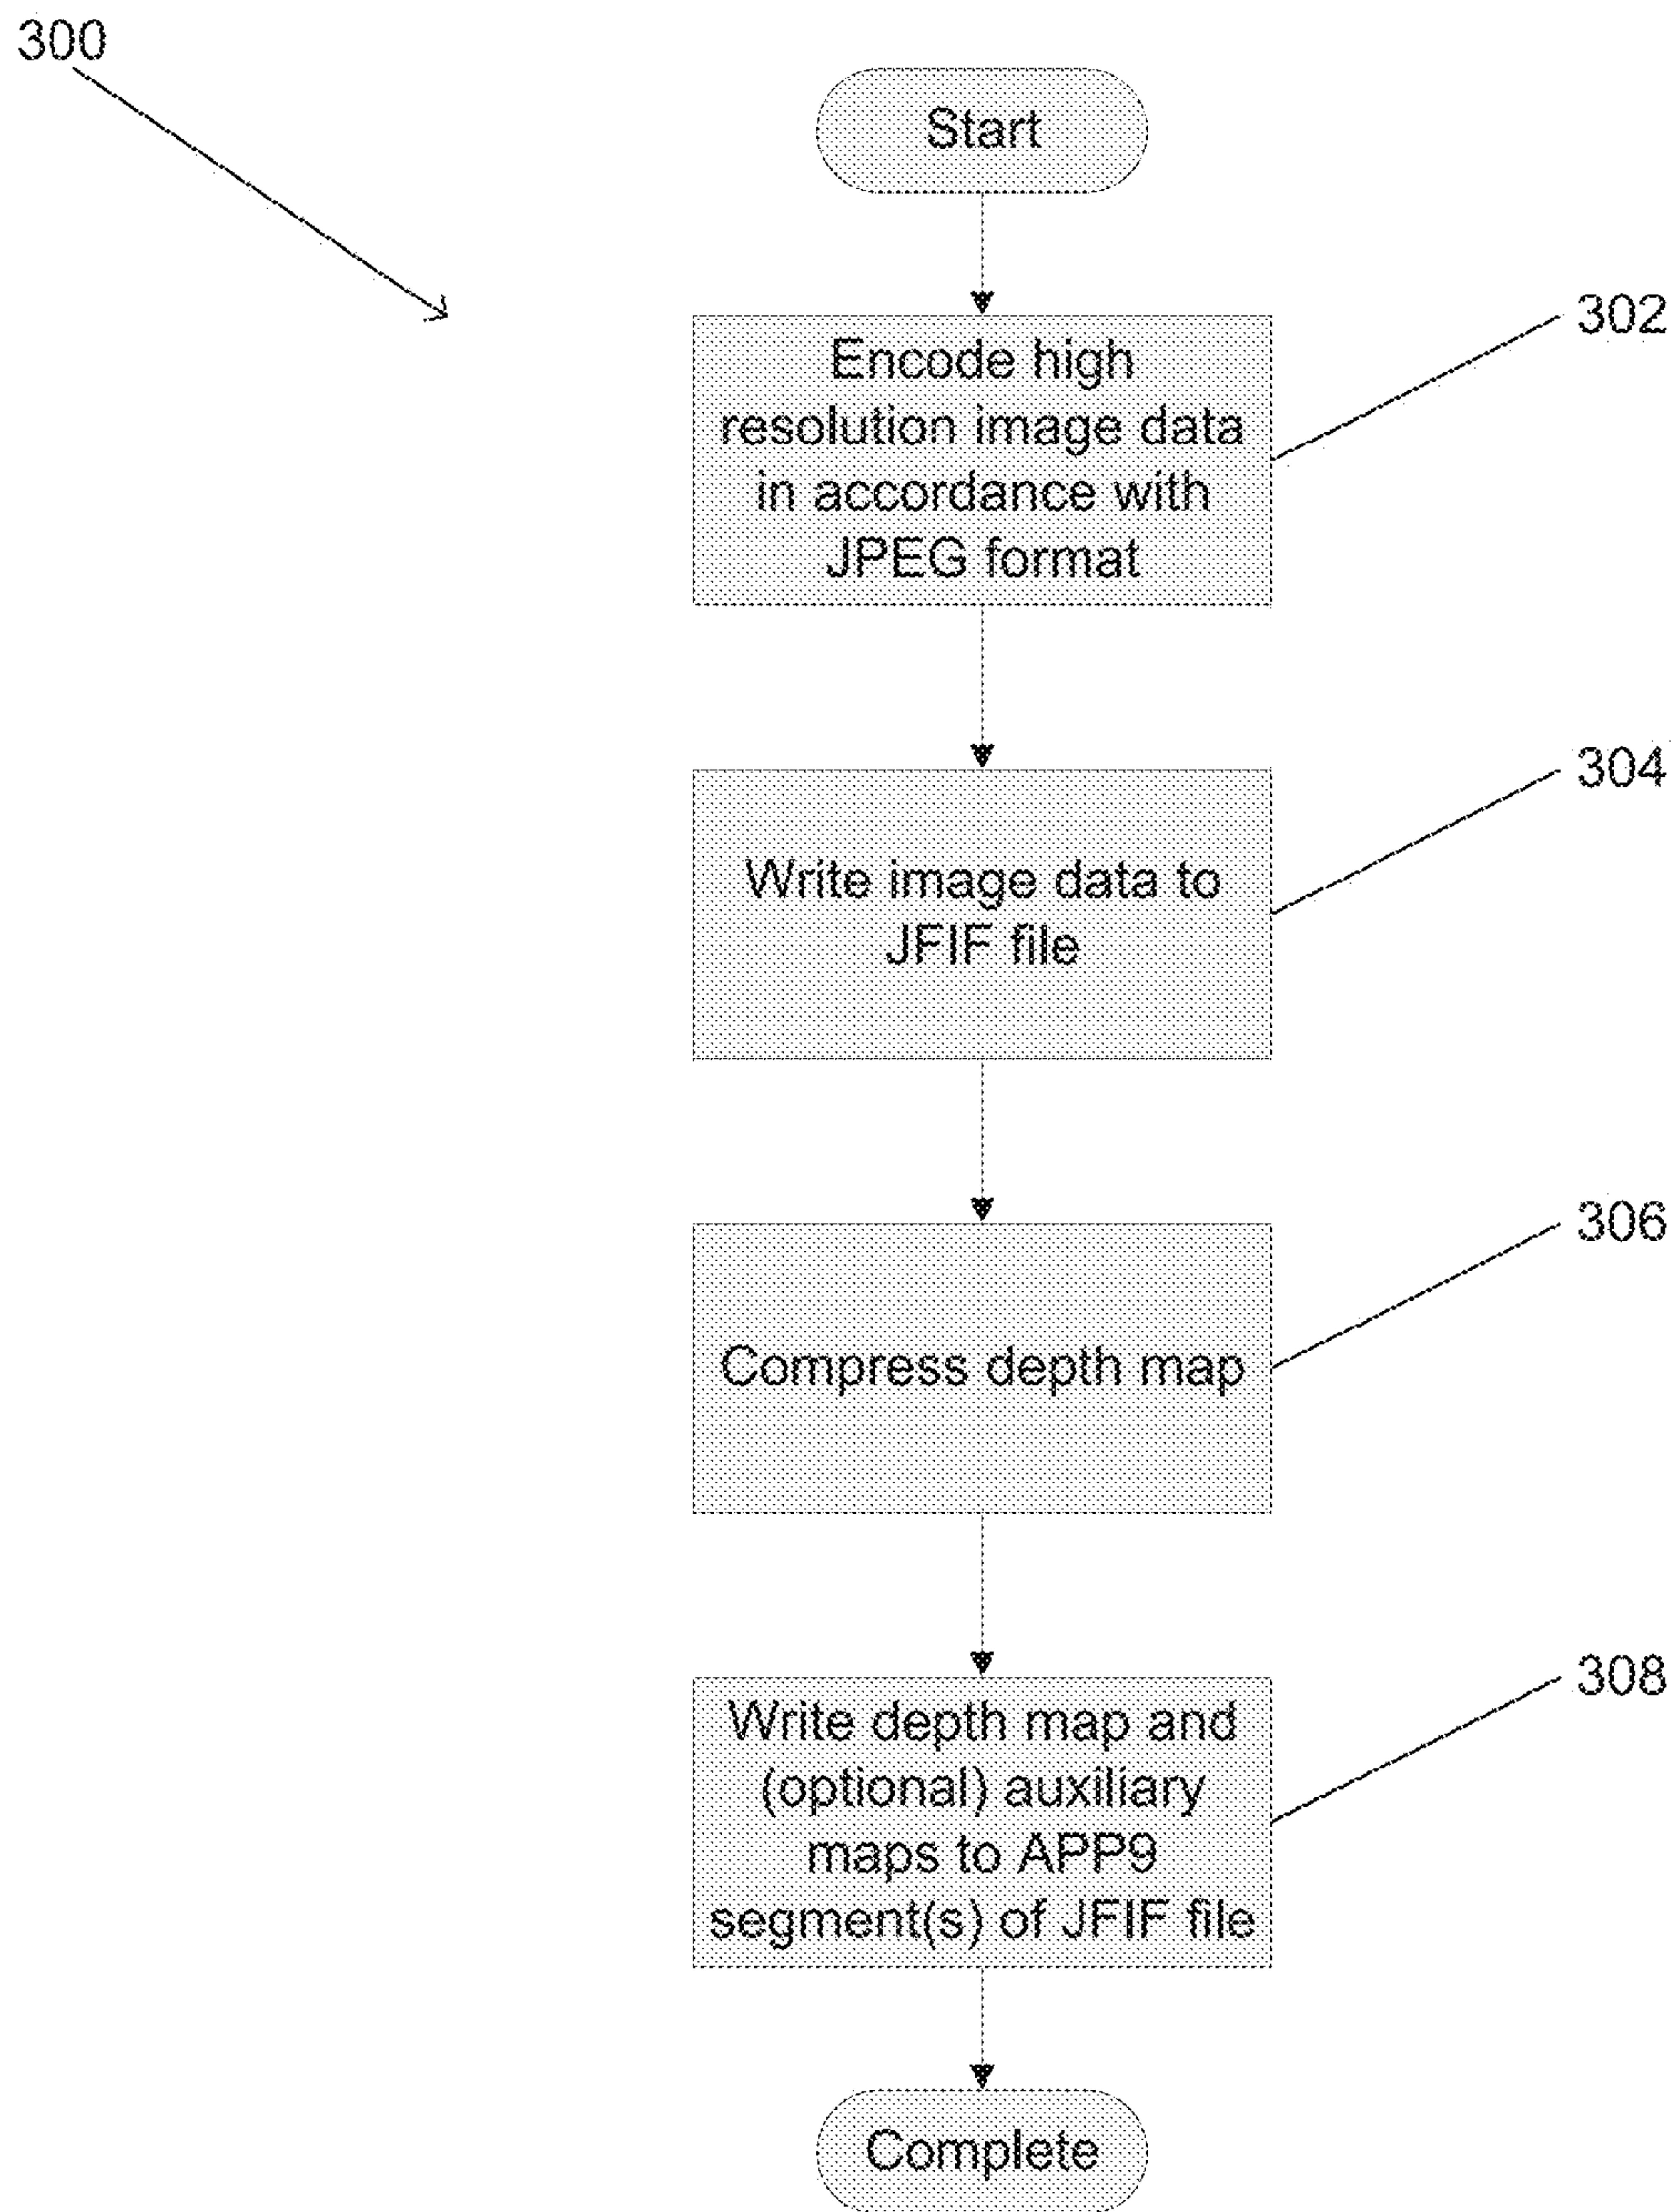 300
Start
302
Encode high
resolution image data
in accordance with
JPEG format
304
Write image data to
JFIF file
306
Compress depth map
308
Write depth map and
(optional) auxiliary
maps to APP9
segment(s) of JFIF file
Complete